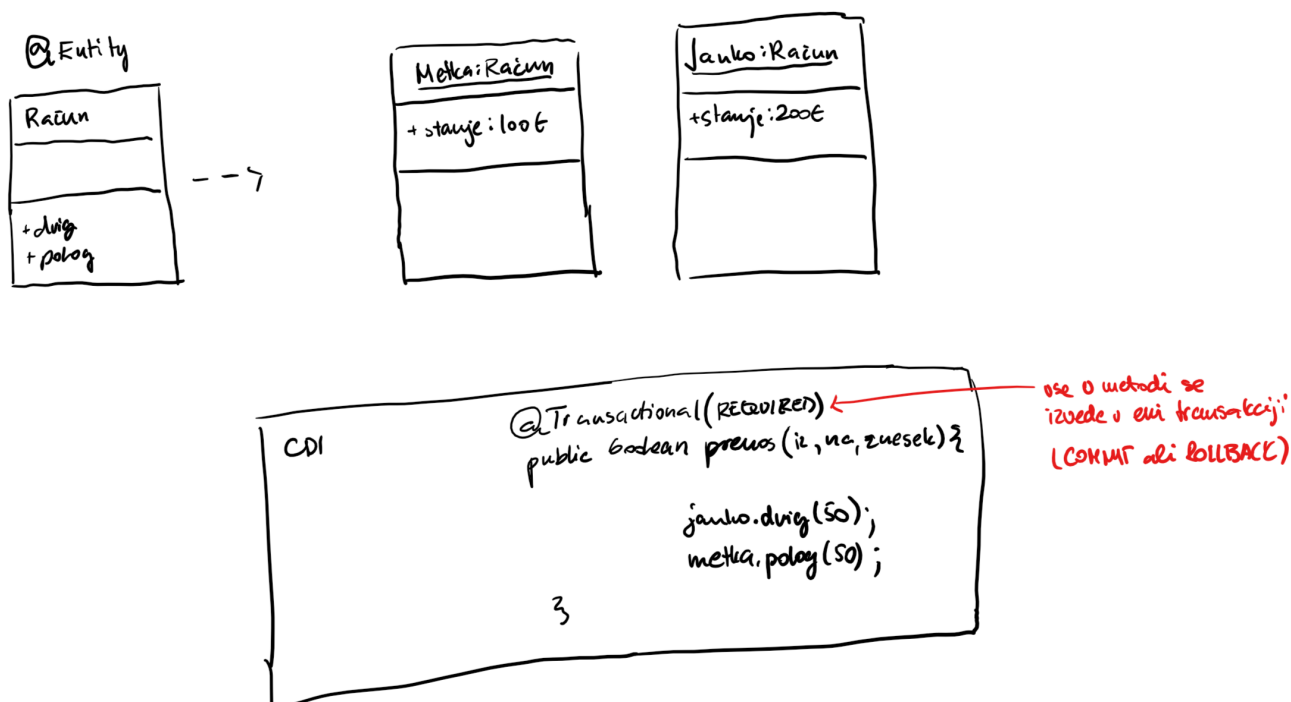 @Entity
Račun
+ dvig
+ polog
Metka:Račun
+ stanje: 100€
Janko:Račun
+ stanje: 200€
CDI
@Transactional(REQUIRED)
public boolean prenos(iz, na, znesek){
janko.dvig(50);
metka.polog(50);
}
vse v metodi se
izvede v eni transakciji
(COMMIT ali ROLLBACK)